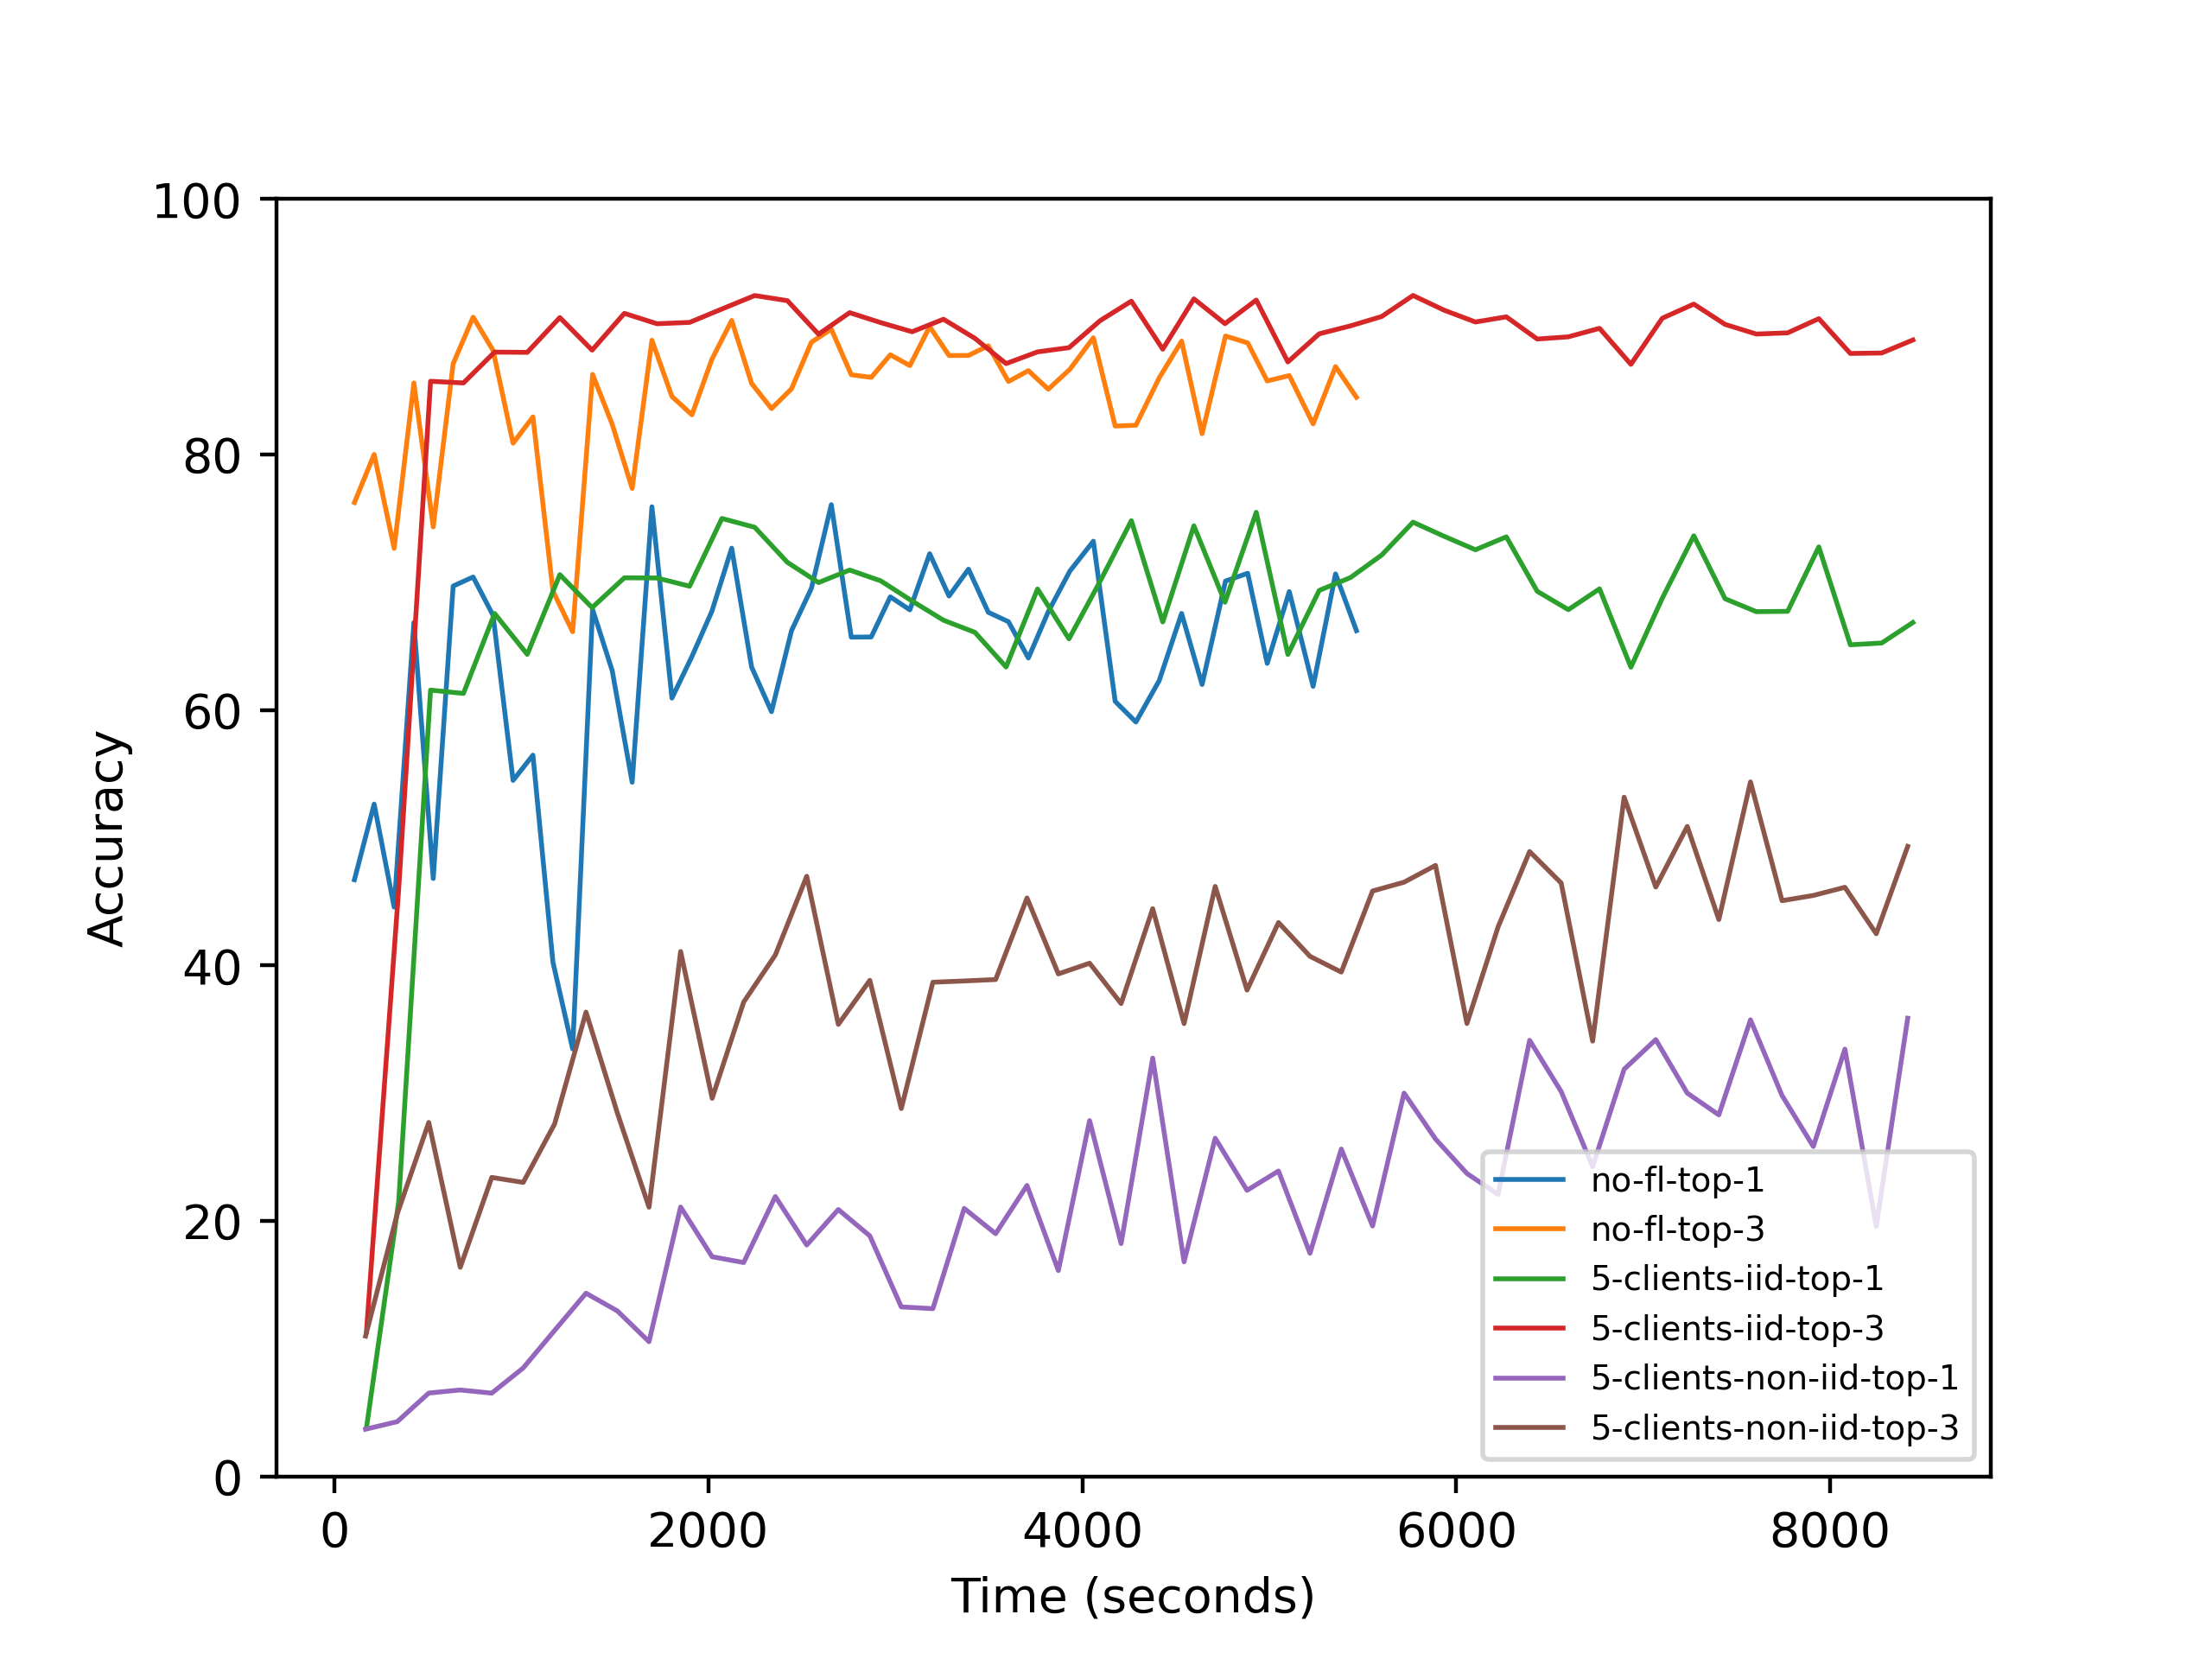 100
80
60
40
20
0
Accuracy
0 2000 4000 6000 8000
Time (seconds)
no-fl-top-1
no-fl-top-3
5-clients-iid-top-1
5-clients-iid-top-3
5-clients-non-iid-top-1
5-clients-non-iid-top-3